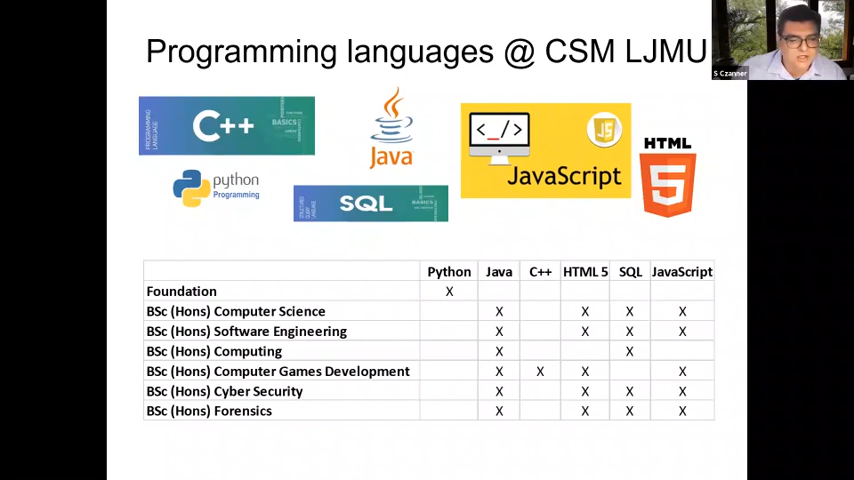 Programming languages @ CSM LJMU
S Czanner
PROGRAMMING LANGUAGE
C++
BASICS
Java
</>
JS
JavaScript
HTML
5
python
Programming
SQL
BASICS
Python Java C++ HTML 5 SQL JavaScript
Foundation X
BSc (Hons) Computer Science X X X X
BSc (Hons) Software Engineering X X X X
BSc (Hons) Computing X X
BSc (Hons) Computer Games Development X X X X
BSc (Hons) Cyber Security X X X X
BSc (Hons) Forensics X X X X